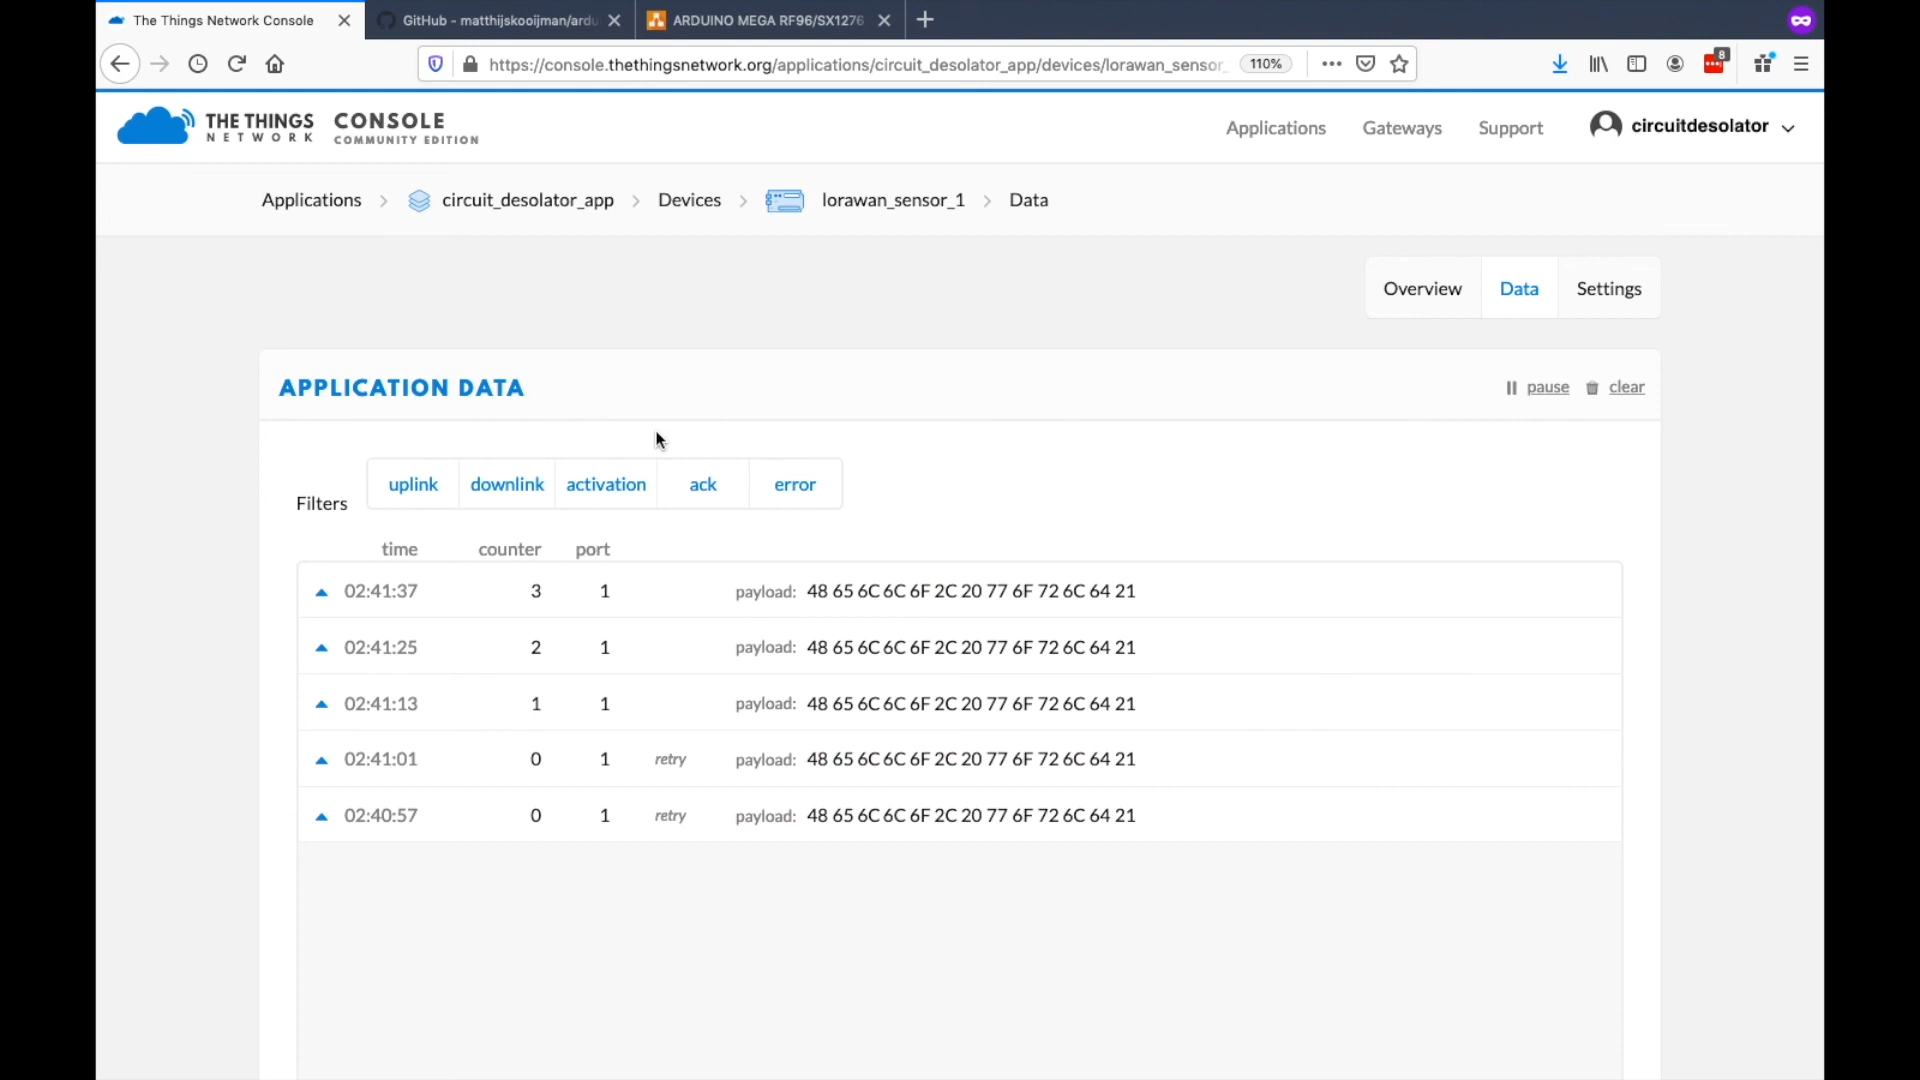 The Things Network Console
GitHub - matthijskooijman/ardu
ARDUINO MEGA RF96/SX1276
https://console.thethingsnetwork.org/applications/circuit_desolator_app/devices/lorawan_sensor_
110%
8
THE THINGS NETWORK
CONSOLE
COMMUNITY EDITION
Applications
Gateways
Support
circuitdesolator
Applications > circuit_desolator_app > Devices > lorawan_sensor_1 > Data
Overview
Data
Settings
APPLICATION DATA
pause
clear
Filters
uplink
downlink
activation
ack
error
time counter port
02:41:37 3 1 payload: 48 65 6C 6C 6F 2C 20 77 6F 72 6C 64 21
02:41:25 2 1 payload: 48 65 6C 6C 6F 2C 20 77 6F 72 6C 64 21
02:41:13 1 1 payload: 48 65 6C 6C 6F 2C 20 77 6F 72 6C 64 21
02:41:01 0 1 retry payload: 48 65 6C 6C 6F 2C 20 77 6F 72 6C 64 21
02:40:57 0 1 retry payload: 48 65 6C 6C 6F 2C 20 77 6F 72 6C 64 21